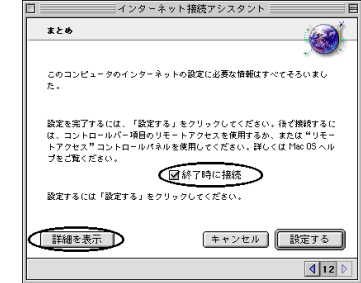 インターネット接続アシスタント
まとめ
このコンピュータのインターネットの設定に必要な情報はすべてそろいまし
た。
設定を完了するには、「設定する」をクリックしてください。後で接続するに
は、コントロールバー項目のリモートアクセスを使用するか、または“リモー
トアクセス”コントロールパネルを使用してください。詳しくは Mac OS ヘル
プをご覧ください。
終了時に接続
設定するには「設定する」をクリックしてください。
詳細を表示
キャンセル
設定する
12